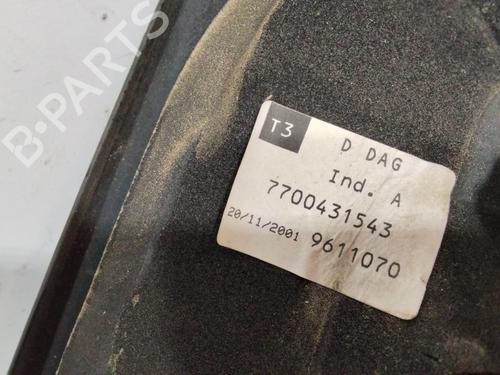 B-PARTS
T3
D DAG
Ind. A
7700431543
20/11/2001 9611070